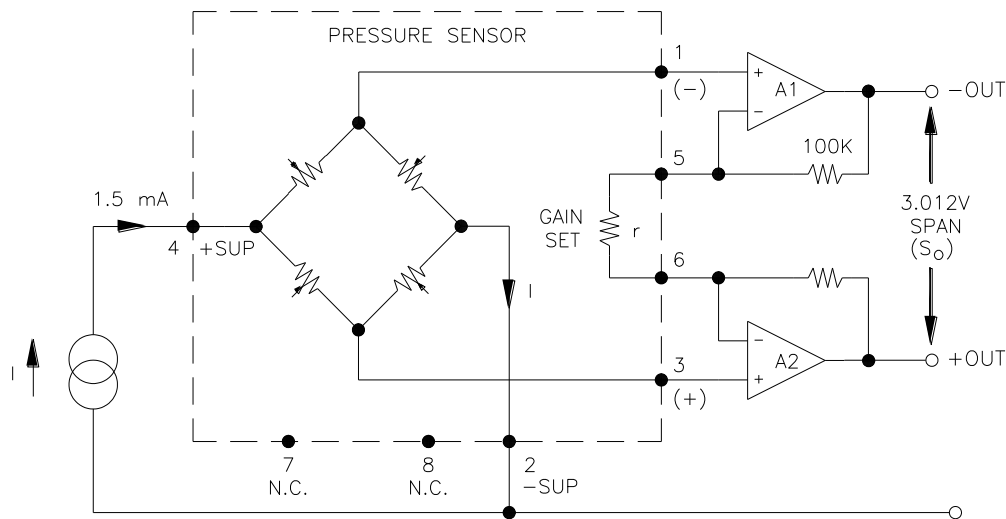 PRESSURE SENSOR
1
(−)
+
A1
−
−OUT
5
100K
1.5 mA
4
+SUP
GAIN
SET
r
3.012V
SPAN
(So)
6
I
I
−
A2
+
+OUT
3
(+)
7
N.C.
8
N.C.
2
−SUP